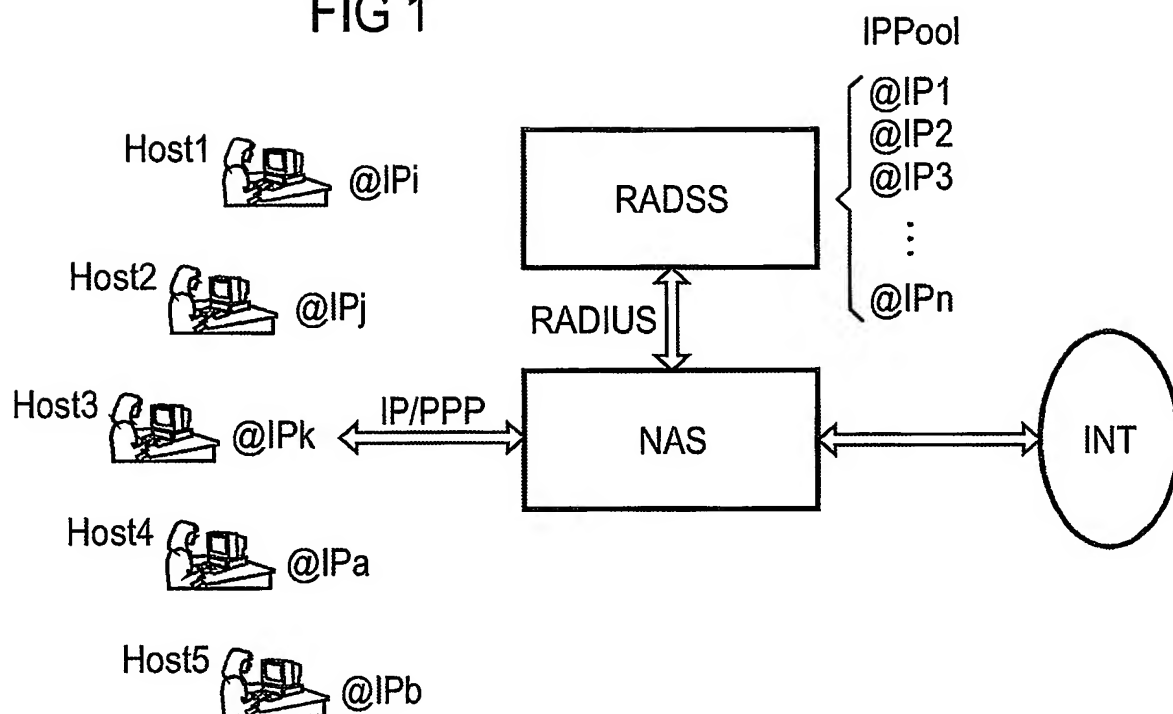 FIG 1
IPPool
@IP1
@IP2
@IP3
⋮
@IPn
Host1 @IPi
RADSS
Host2 @IPj
RADIUS
Host3 @IPk
IP/PPP
NAS
INT
Host4 @IPa
Host5 @IPb